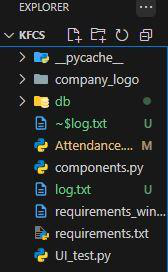 EXPLORER
KFCS
__pycache__
company_logo
db
~$log.txt U
Attendance.... M
components.py
log.txt U
requirements_win...
requirements.txt
UI_test.py